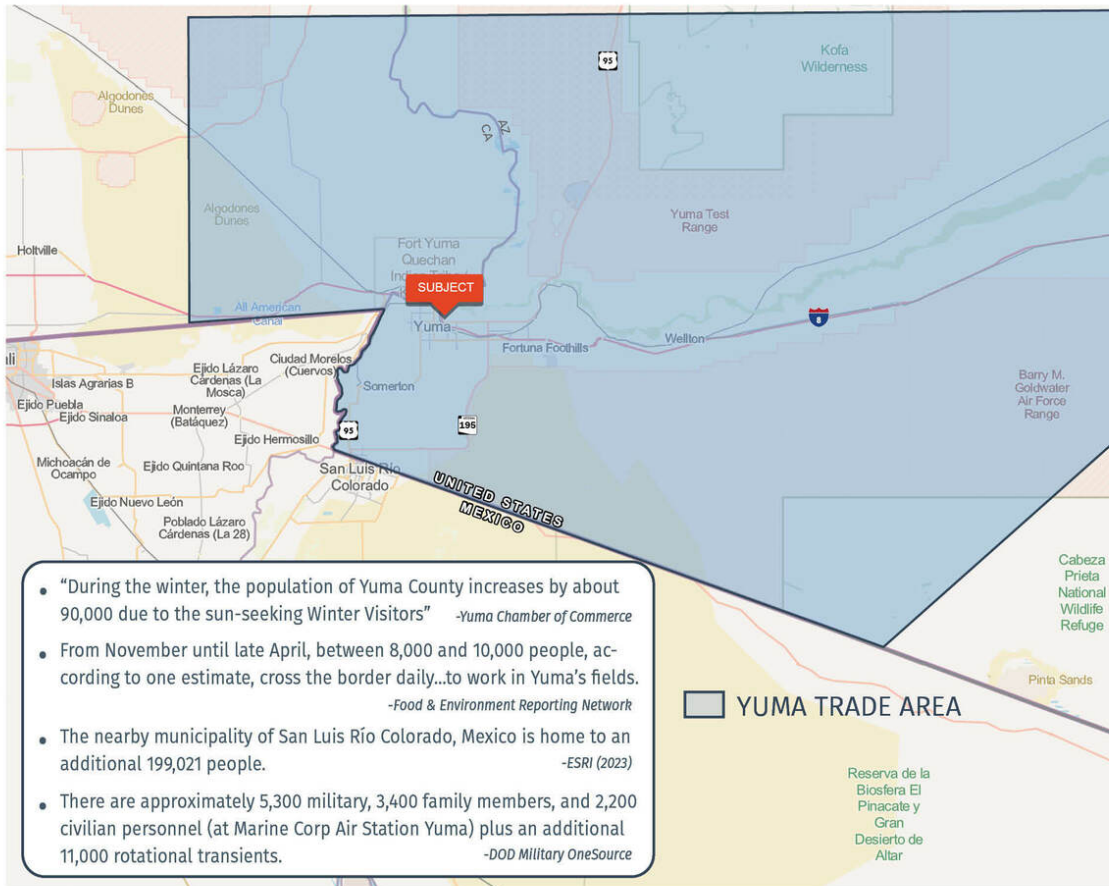 Kofa
Wilderness
95
Algodones
Dunes
AZ
CA
Algodones
Dunes
Yuma Test
Range
Holtville
Fort Yuma
Quechan
SUBJECT
All American
Canal
Yuma
8
Wellton
Fortuna Foothills
Ciudad Morelos
(Cuervos)
Ejido Lázaro
Cárdenas (La
Mosca)
Islas Agrarias B
Somerton
Barry M.
Goldwater
Air Force
Range
Ejido Puebla
Ejido Sinaloa
Monterrey
(Batáquez)
95
195
Ejido Hermosillo
Michoacán de
Ocampo
Ejido Quintana Roo
San Luis Río
Colorado
UNITED STATES
MEXICO
Ejido Nuevo León
Poblado Lázaro
Cárdenas (La 28)
Cabeza
Prieta
National
Wildlife
Refuge
Pinta Sands
• “During the winter, the population of Yuma County increases by about
90,000 due to the sun-seeking Winter Visitors” -Yuma Chamber of Commerce
• From November until late April, between 8,000 and 10,000 people, ac-
cording to one estimate, cross the border daily...to work in Yuma’s fields.
-Food & Environment Reporting Network
• The nearby municipality of San Luis Río Colorado, Mexico is home to an
additional 199,021 people. -ESRI (2023)
• There are approximately 5,300 military, 3,400 family members, and 2,200
civilian personnel (at Marine Corp Air Station Yuma) plus an additional
11,000 rotational transients. -DOD Military OneSource
YUMA TRADE AREA
Reserva de la
Biosfera El
Pinacate y
Gran
Desierto de
Altar